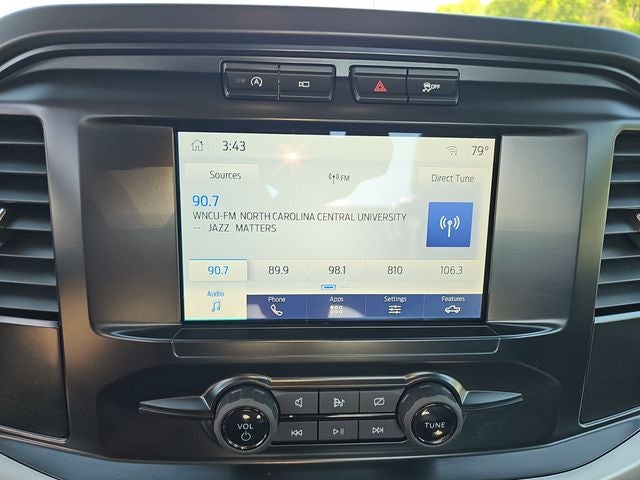 OFF A
OFF
3:43
79°
Sources
FM
Direct Tune
90.7
WNCU-FM NORTH CAROLINA CENTRAL UNIVERSITY
-- JAZZ MATTERS
90.7 89.9 98.1 810 106.3
Audio Phone Apps Settings Features
VOL
TUNE